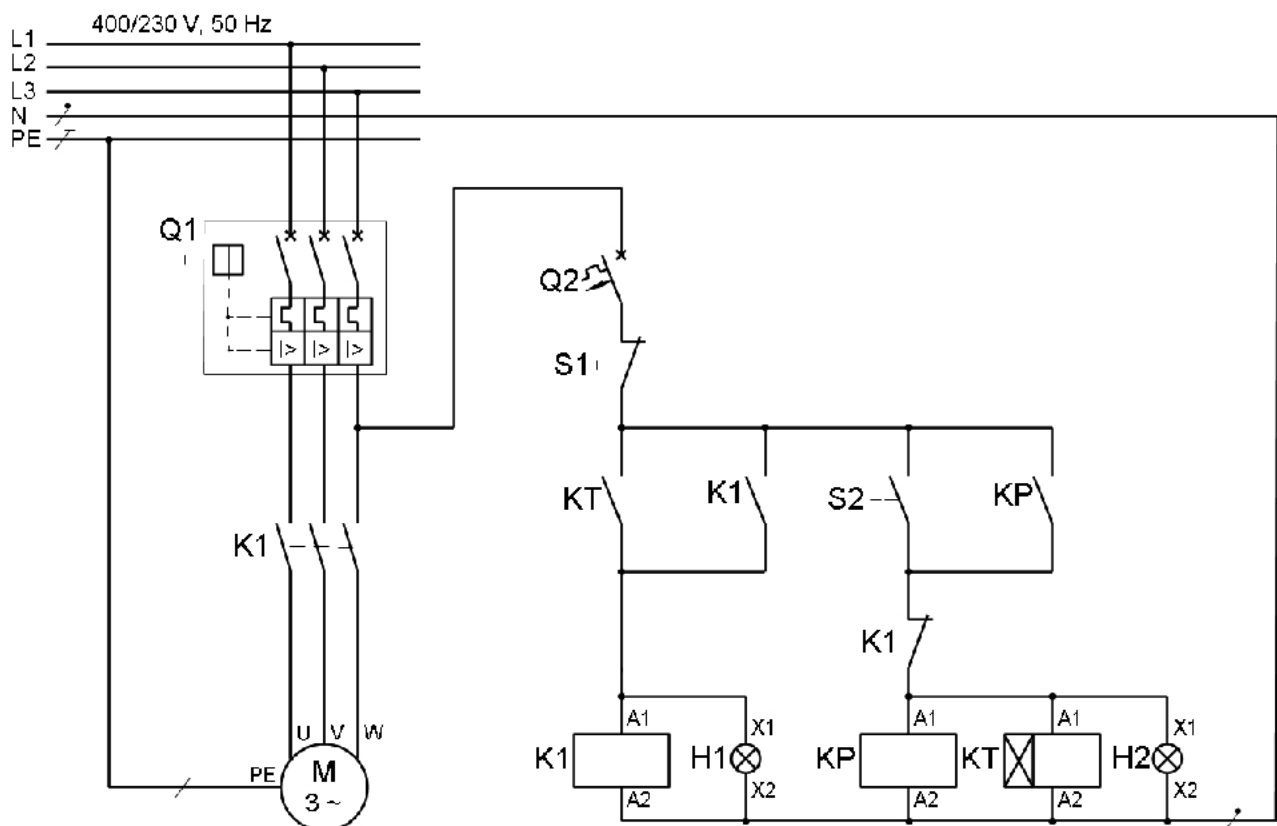 400/230 V, 50 Hz
L1
L2
L3
N
PE
Q1
I> I> I>
Q2
S1
KT
K1
S2
KP
K1
K1
U V W
PE
M
3 ~
A1
X1
A1
A1
X1
K1
H1
KP
KT
H2
A2
X2
A2
A2
X2